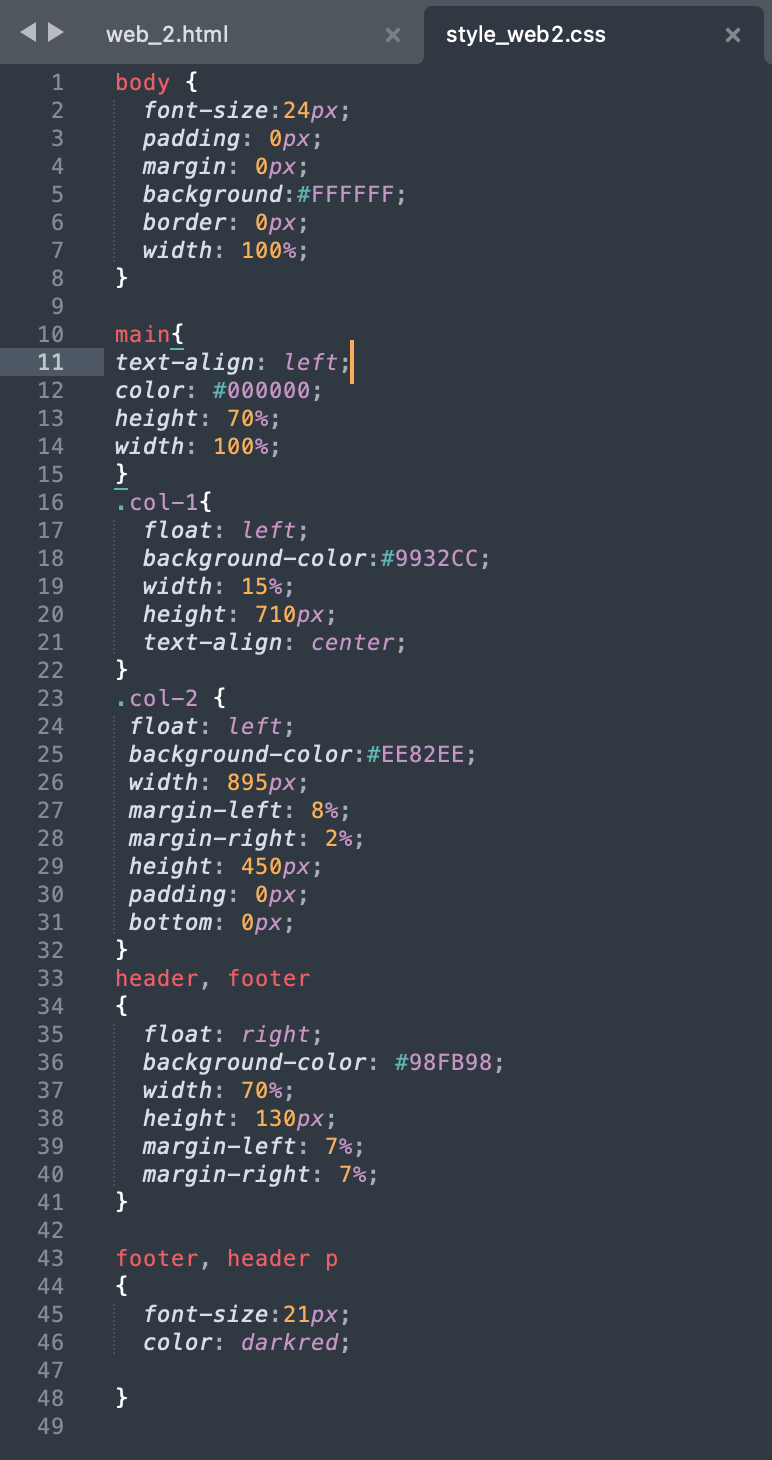 web_2.html × style_web2.css ×
1 body {
2 font-size:24px;
3 padding: 0px;
4 margin: 0px;
5 background:#FFFFFF;
6 border: 0px;
7 width: 100%;
8 }
9
10 main{
11 text-align: left;
12 color: #000000;
13 height: 70%;
14 width: 100%;
15 }
16 .col-1{
17 float: left;
18 background-color:#9932CC;
19 width: 15%;
20 height: 710px;
21 text-align: center;
22 }
23 .col-2 {
24 float: left;
25 background-color:#EE82EE;
26 width: 895px;
27 margin-left: 8%;
28 margin-right: 2%;
29 height: 450px;
30 padding: 0px;
31 bottom: 0px;
32 }
33 header, footer
34 {
35 float: right;
36 background-color: #98FB98;
37 width: 70%;
38 height: 130px;
39 margin-left: 7%;
40 margin-right: 7%;
41 }
42
43 footer, header p
44 {
45 font-size:21px;
46 color: darkred;
47
48 }
49